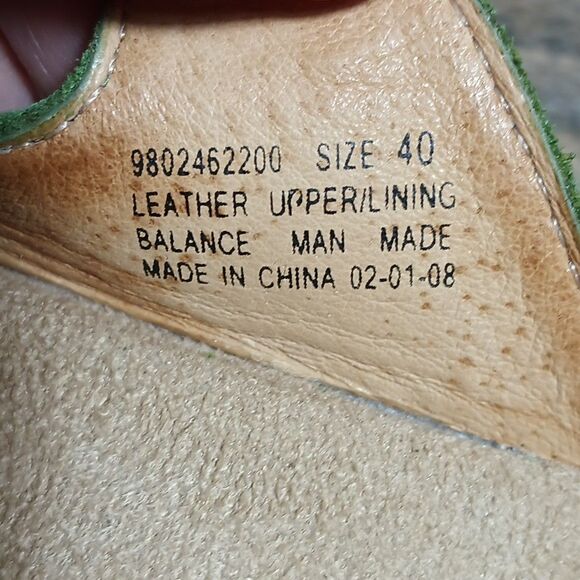 9802462200 SIZE 40
LEATHER UPPER/LINING
BALANCE MAN MADE
MADE IN CHINA 02-01-08